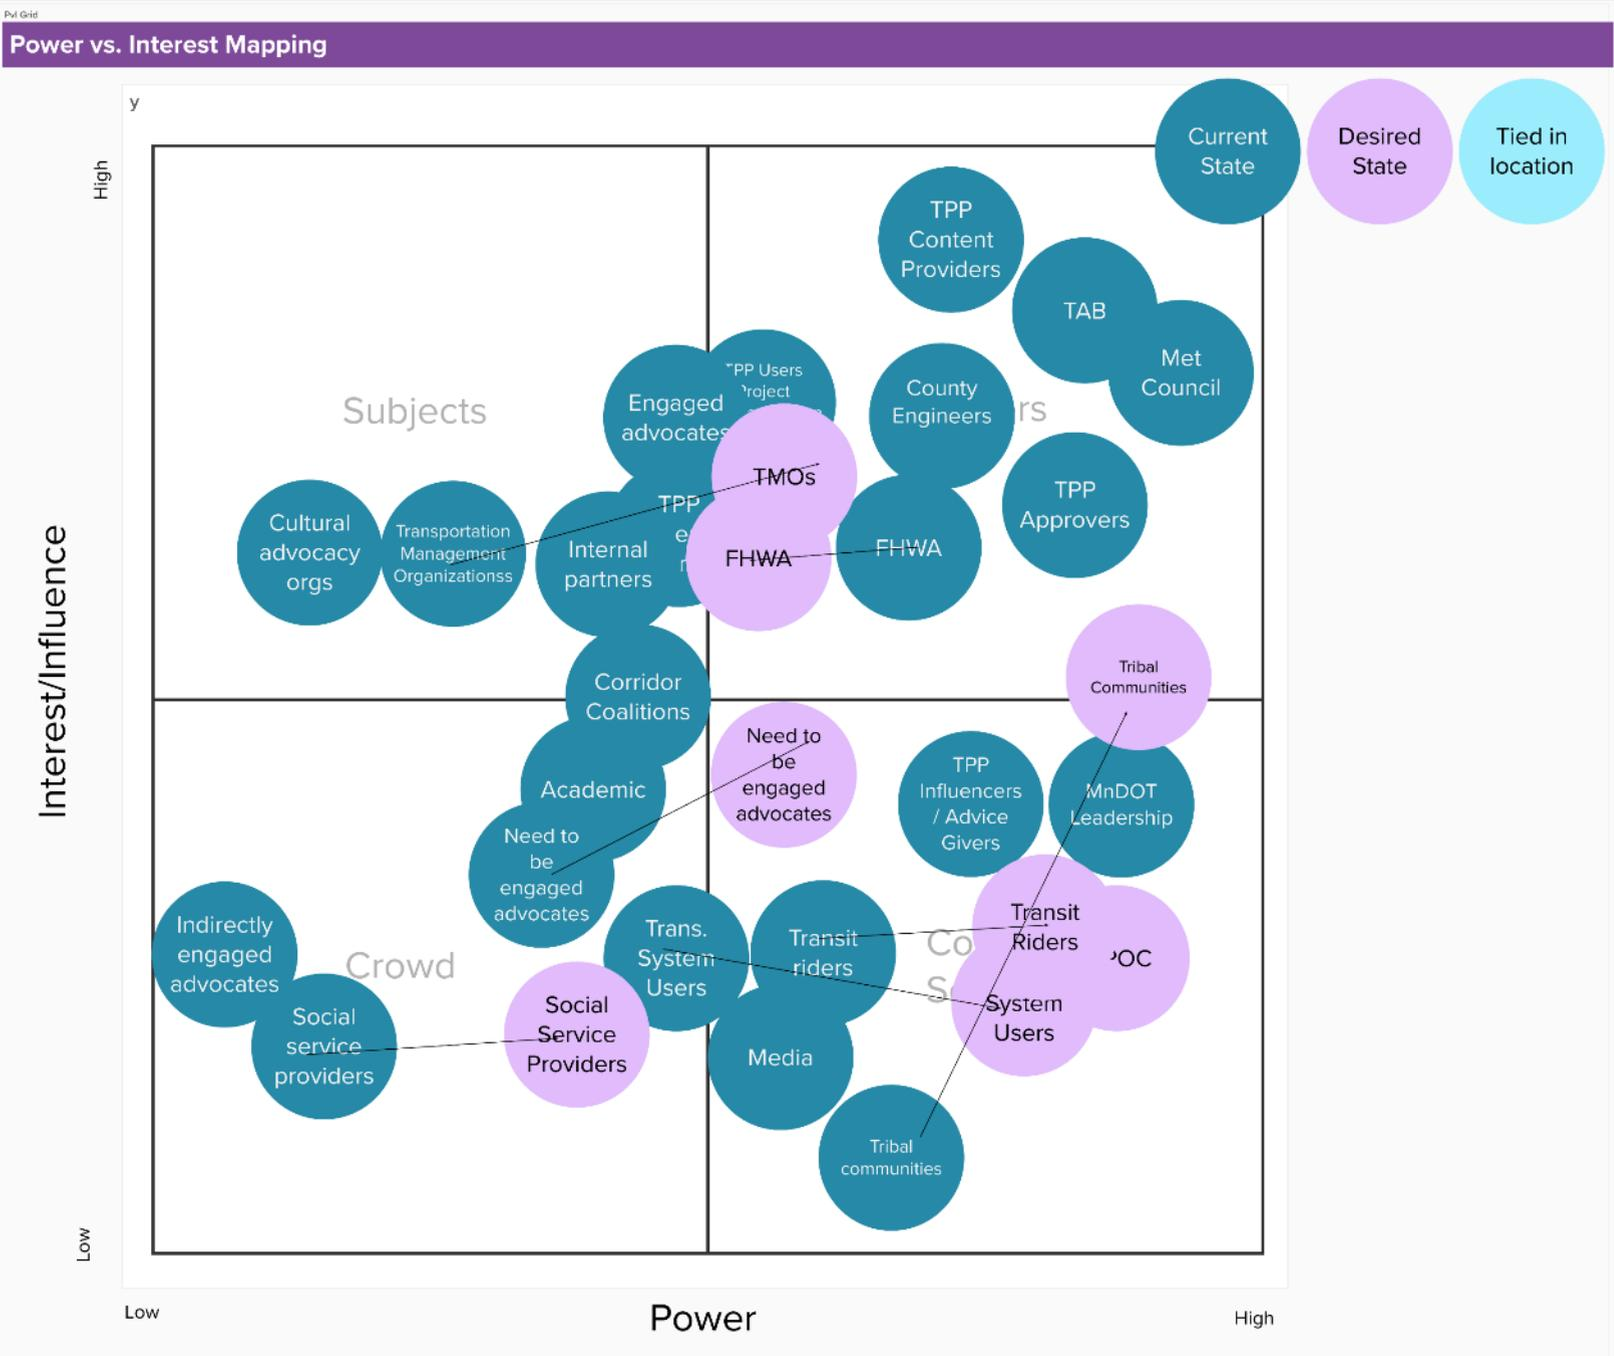 PvI Grid
Power vs. Interest Mapping
y
High
Current
State
Desired
State
Tied in
location
TPP
Content
Providers
TAB
Met
Council
TPP Users
Project
County
Engineers
Engaged
advocates
Subjects
TMOs
TPP
TPP
Approvers
Cultural
advocacy
orgs
Transportation
Management
Organizationss
Internal
partners
FHWA
FHWA
Interest/Influence
Tribal
Communities
Corridor
Coalitions
Need to
be
engaged
advocates
TPP
Influencers
/ Advice
Givers
MnDOT
Leadership
Academic
Need to
be
engaged
advocates
Indirectly
engaged
advocates
Crowd
Trans.
System
Users
Transit
riders
Transit
Riders
Social
service
providers
Social
Service
Providers
System
Users
Media
Tribal
communities
Low
Low
Power
High